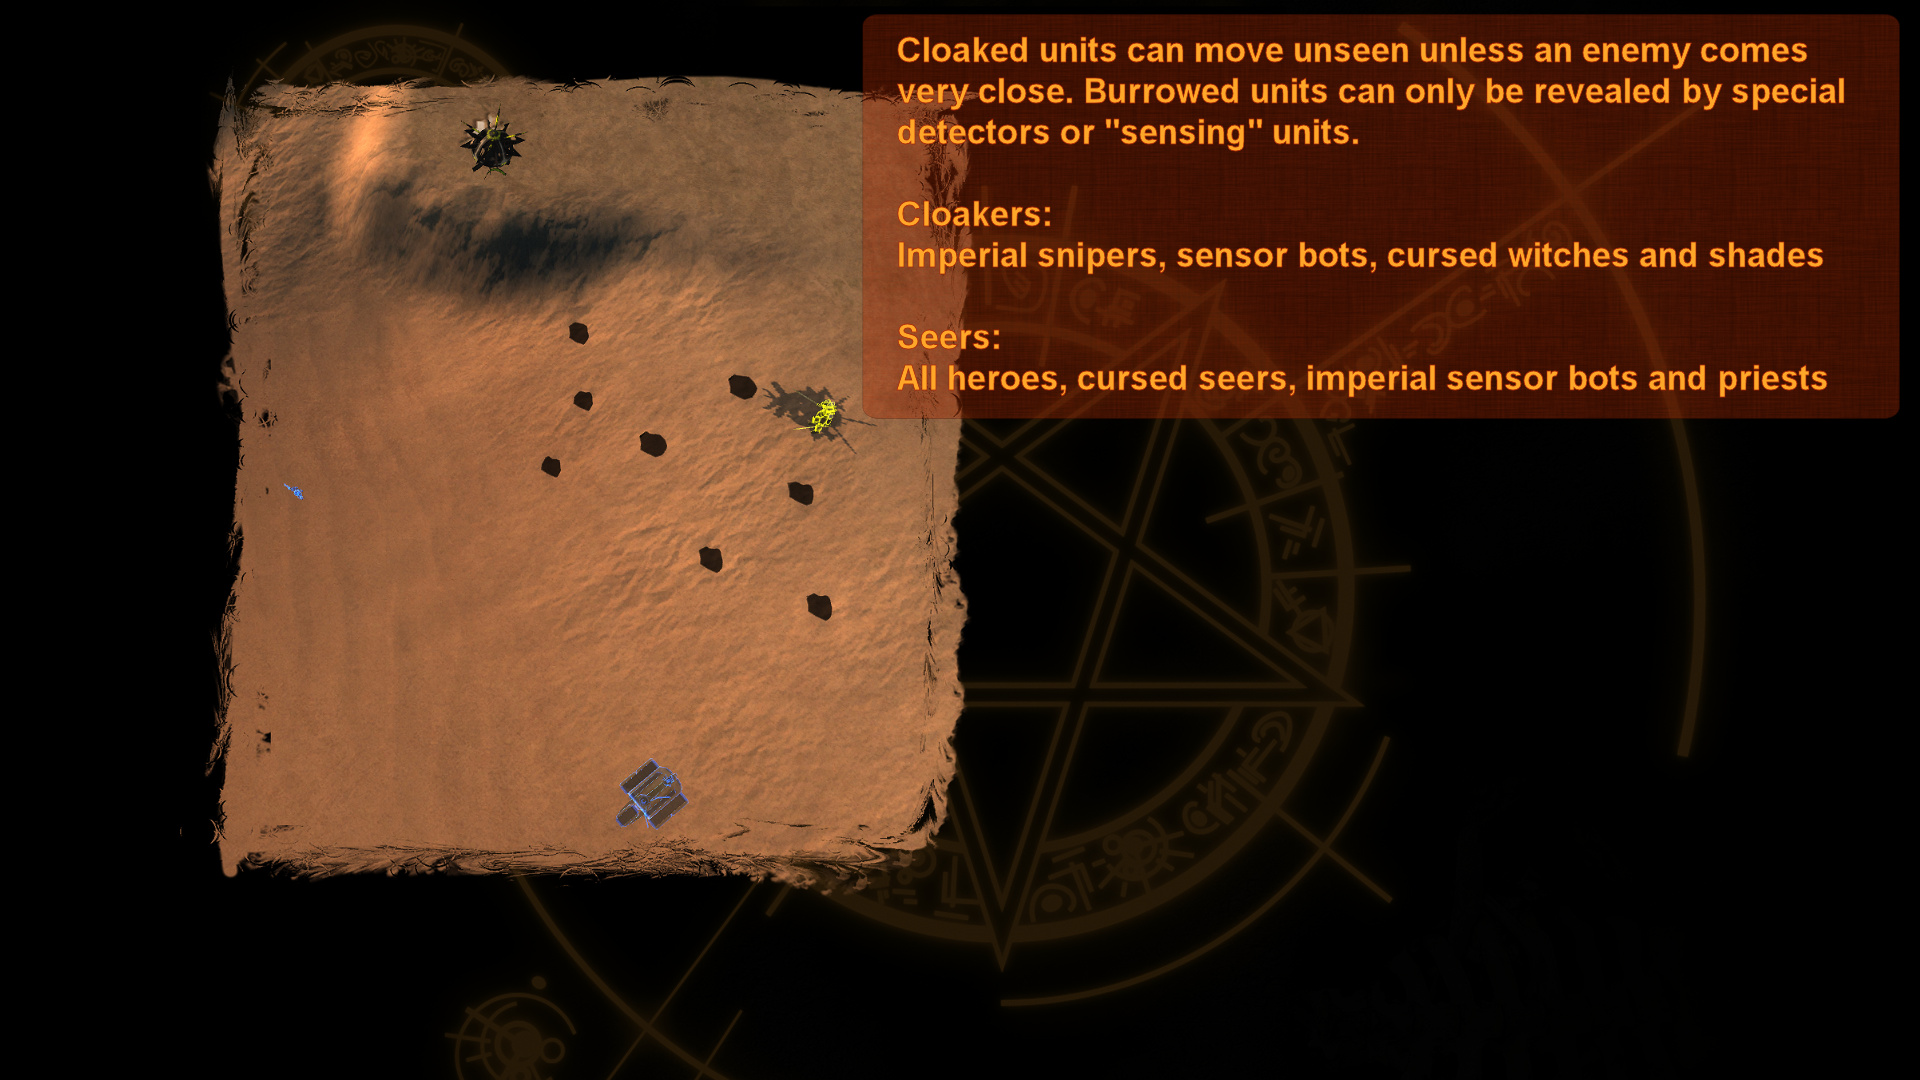 Cloaked units can move unseen unless an enemy comes
very close. Burrowed units can only be revealed by special
detectors or "sensing" units.
Cloakers:
Imperial snipers, sensor bots, cursed witches and shades
Seers:
All heroes, cursed seers, imperial sensor bots and priests